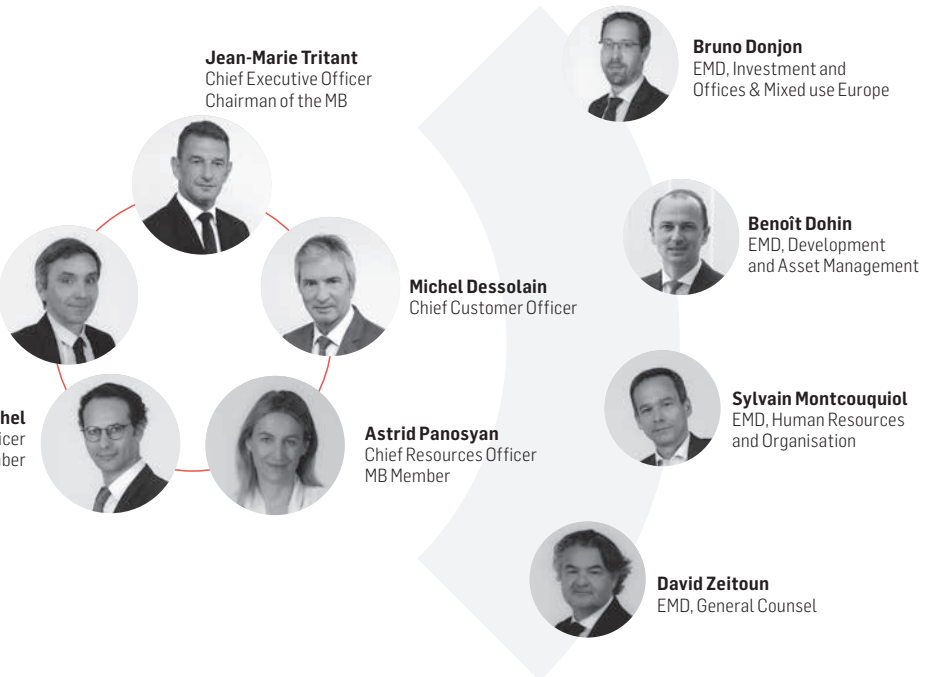 Jean-Marie Tritant
Chief Executive Officer
Chairman of the MB
Michel Dessolain
Chief Customer Officer
Astrid Panosyan
Chief Resources Officer
MB Member
Bruno Donjon
EMD, Investment and
Offices & Mixed use Europe
Benoît Dohin
EMD, Development
and Asset Management
Sylvain Montcouquiol
EMD, Human Resources
and Organisation
David Zeitoun
EMD, General Counsel